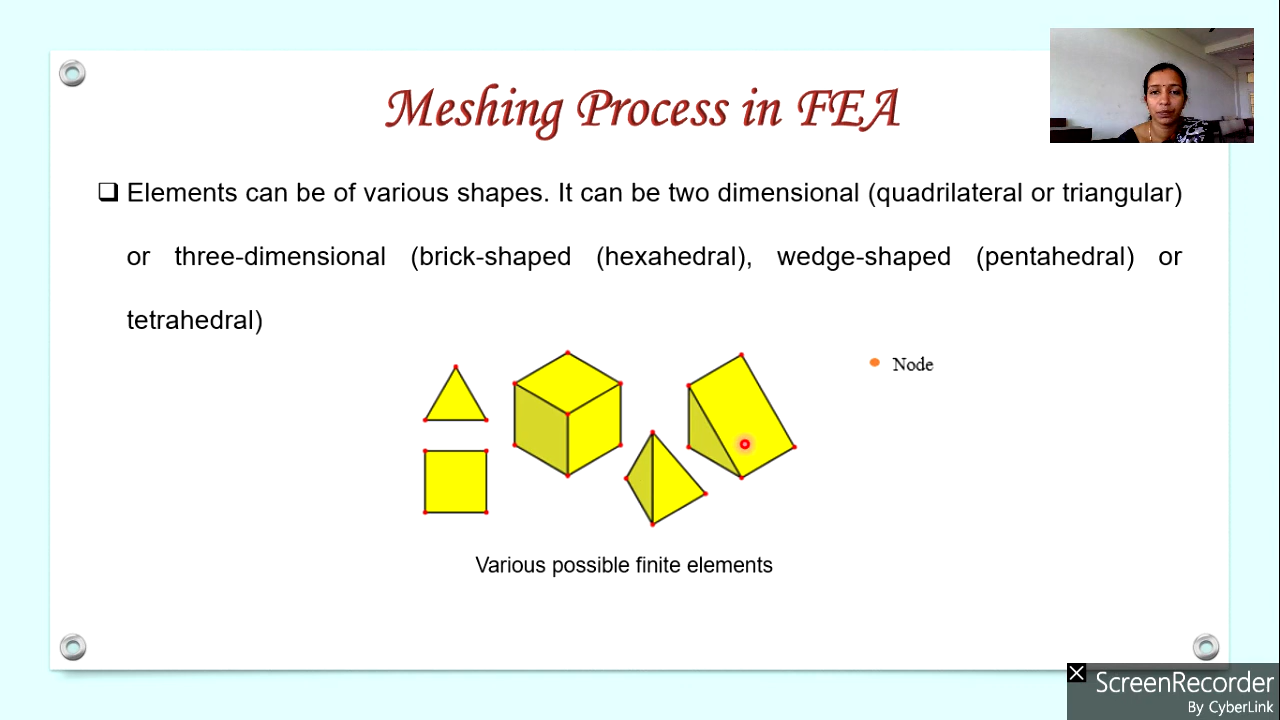 Meshing Process in FEA
❑ Elements can be of various shapes. It can be two dimensional (quadrilateral or triangular)
or three-dimensional (brick-shaped (hexahedral), wedge-shaped (pentahedral) or
tetrahedral)
Node
Various possible finite elements
ScreenRecorder
By CyberLink